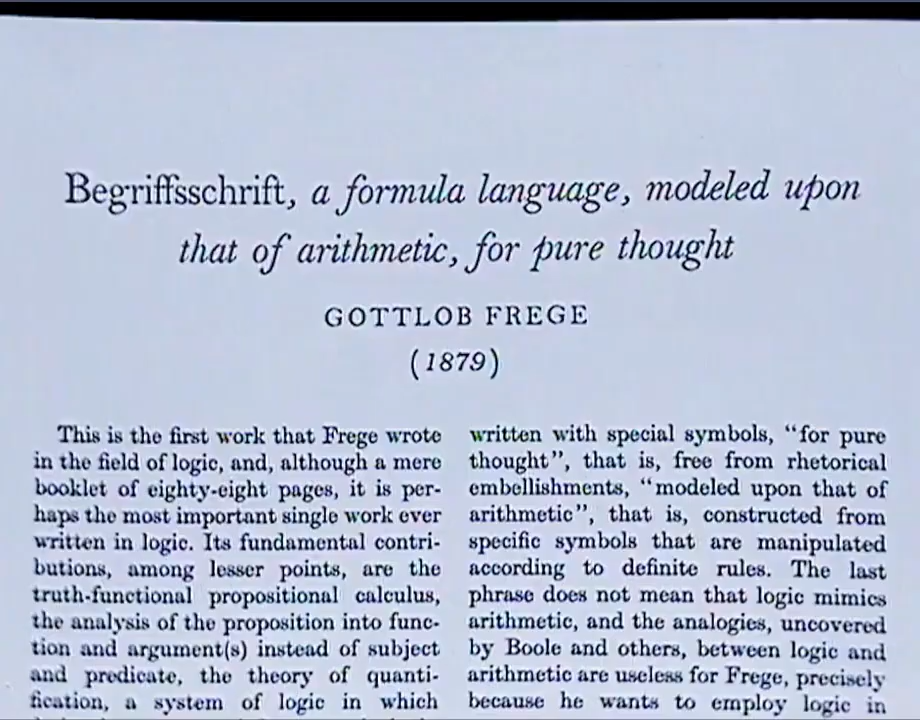 Begriffsschrift, a formula language, modeled upon
that of arithmetic, for pure thought
GOTTLOB FREGE
(1879)
This is the first work that Frege wrote
in the field of logic, and, although a mere
booklet of eighty-eight pages, it is per-
haps the most important single work ever
written in logic. Its fundamental contri-
butions, among lesser points, are the
truth-functional propositional calculus,
the analysis of the proposition into func-
tion and argument(s) instead of subject
and predicate, the theory of quanti-
fication, a system of logic in which
written with special symbols, “for pure
thought”, that is, free from rhetorical
embellishments, “modeled upon that of
arithmetic”, that is, constructed from
specific symbols that are manipulated
according to definite rules. The last
phrase does not mean that logic mimics
arithmetic, and the analogies, uncovered
by Boole and others, between logic and
arithmetic are useless for Frege, precisely
because he wants to employ logic in